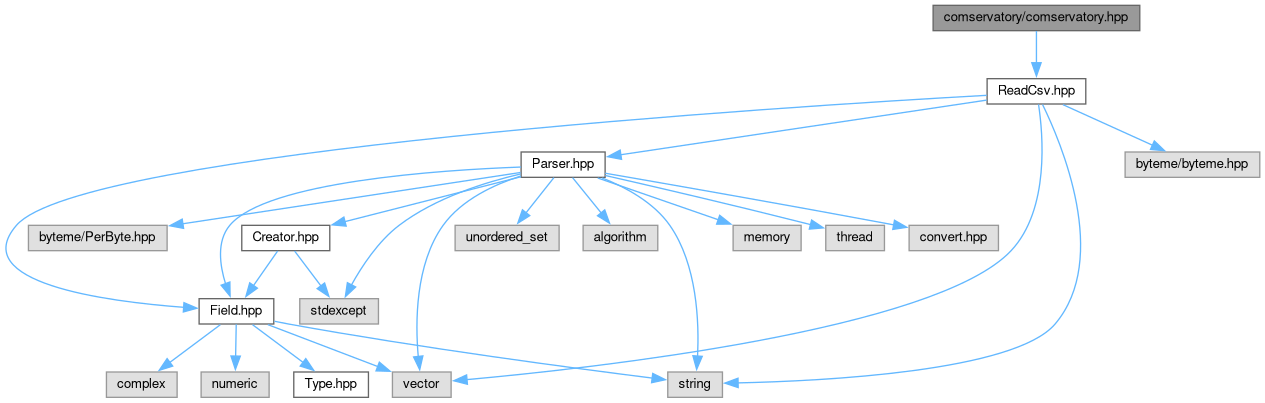 comservatory/comservatory.hpp
ReadCsv.hpp
Parser.hpp
byteme/byteme.hpp
byteme/PerByte.hpp
Creator.hpp
unordered_set
algorithm
memory
thread
convert.hpp
Field.hpp
stdexcept
complex
numeric
Type.hpp
vector
string